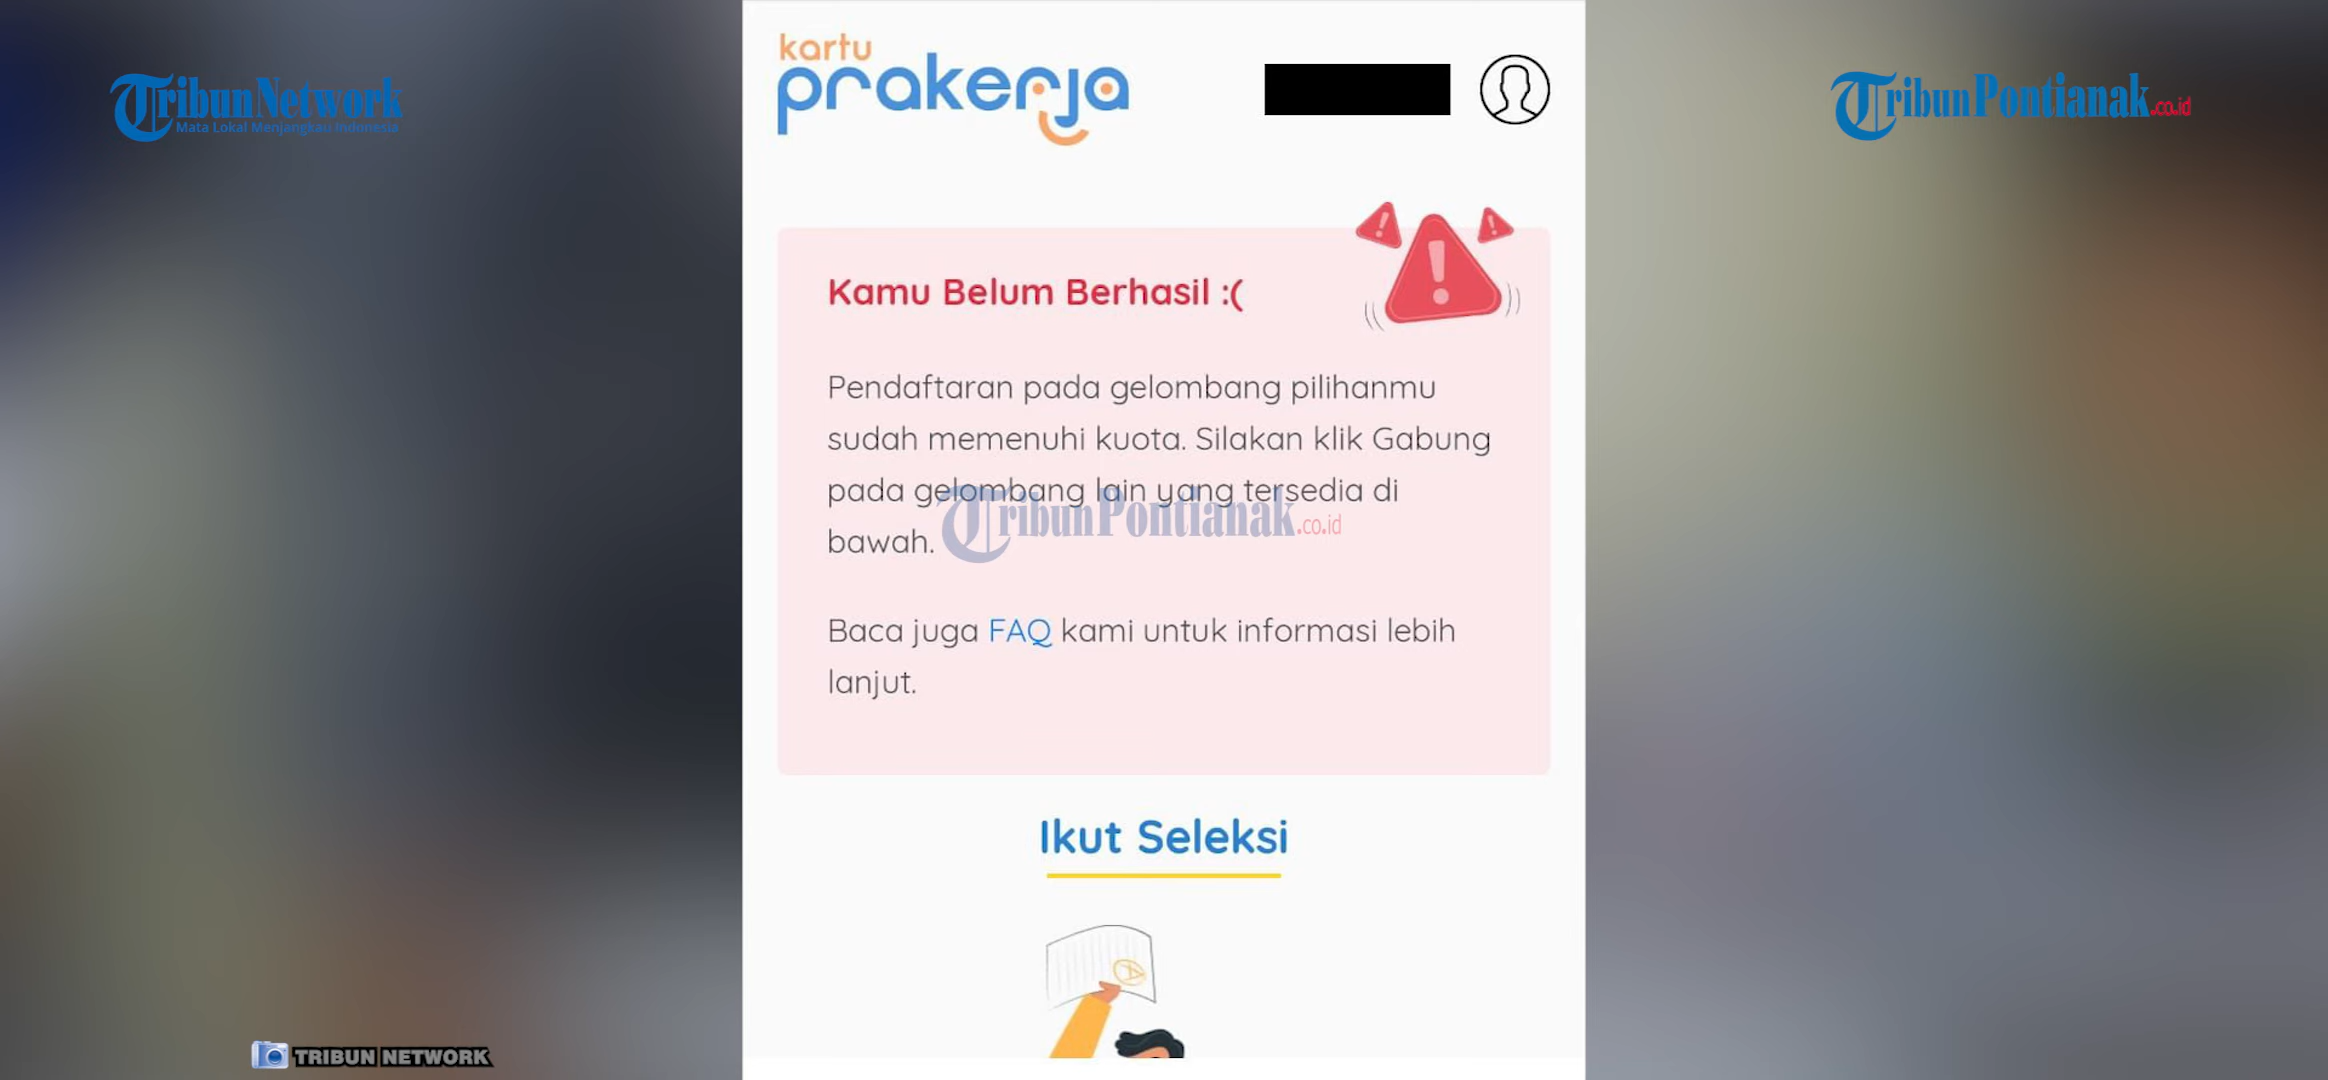 TribunNetwork
Mata Lokal Menjangkau Indonesia
kartu
prakerja
TribunPontianak.co.id
Kamu Belum Berhasil :(
Pendaftaran pada gelombang pilihanmu
sudah memenuhi kuota. Silakan klik Gabung
pada gelombang lain yang tersedia di
bawah.
TribunPontianak.co.id
Baca juga FAQ kami untuk informasi lebih
lanjut.
Ikut Seleksi
TRIBUN NETWORK